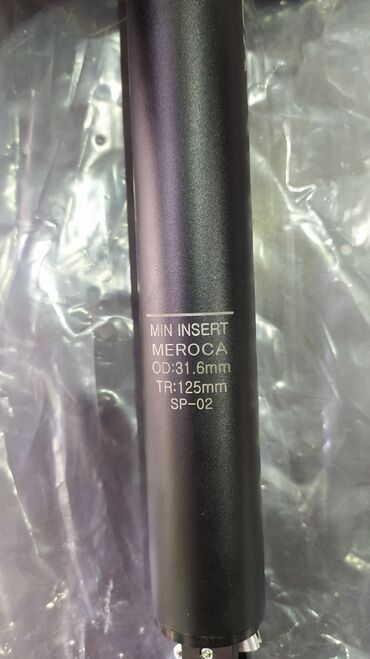 MIN INSERT
MEROCA
OD:31.6mm
TR:125mm
SP-02